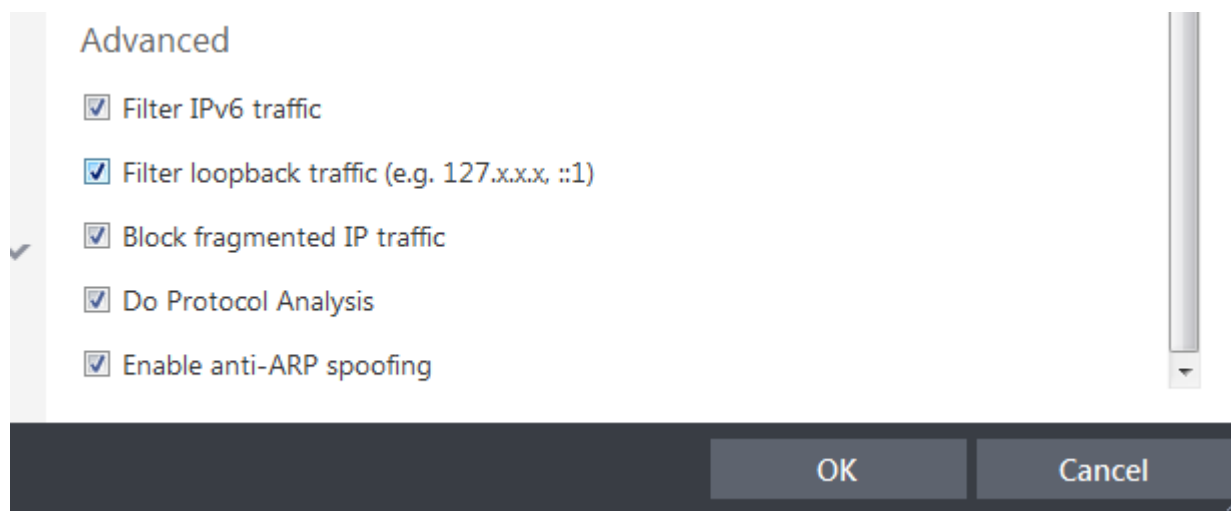 Advanced
Filter IPv6 traffic
Filter loopback traffic (e.g. 127.x.x.x, ::1)
Block fragmented IP traffic
Do Protocol Analysis
Enable anti-ARP spoofing
OK Cancel